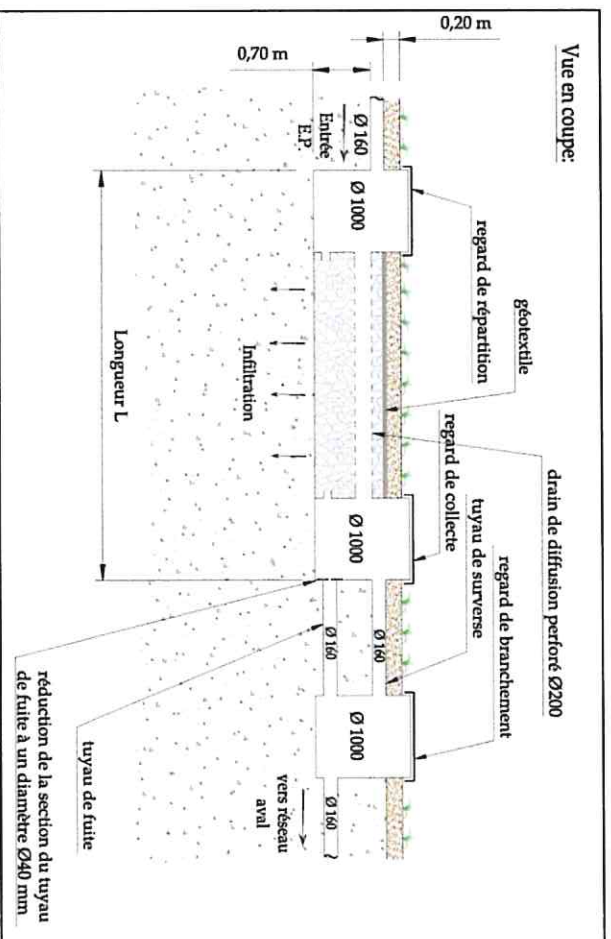 Vue en coupe:
0,20 m
0,70 m
géotextile
regard de répartition
drain de diffusion perforé Ø200
regard de branchement
tuyau de surverse
regard de collecte
Ø 160
Entrée
E.P.
Ø 1000
Infiltration
Ø 1000
Ø 160
Ø 160
Ø 1000
Ø 160
vers réseau
aval
Longueur L
tuyau de fuite
réduction de la section du tuyau
de fuite à un diamètre Ø40 mm